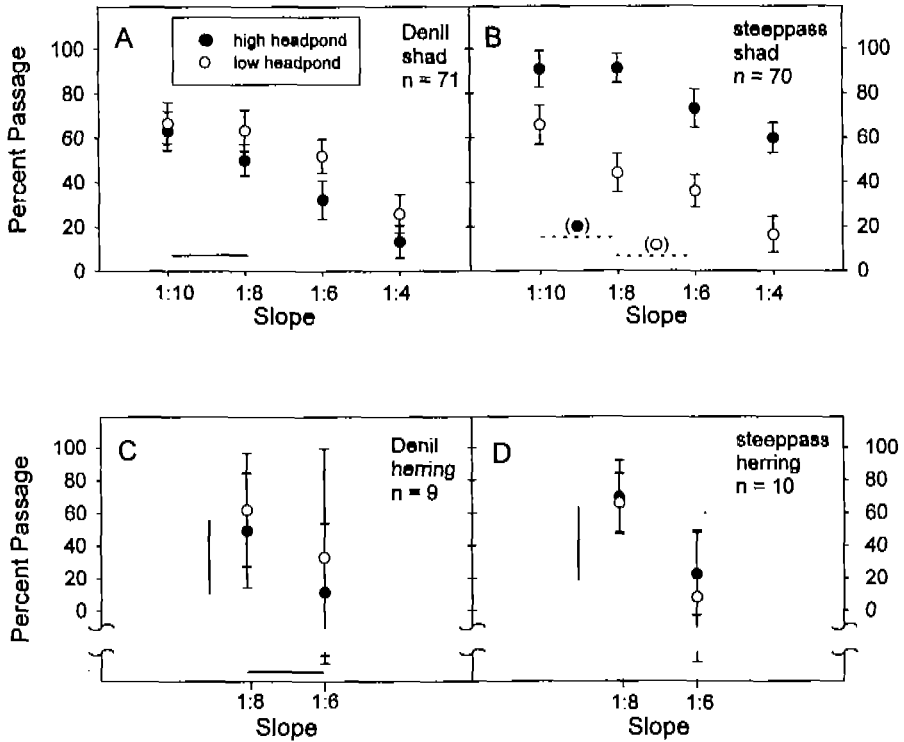 A
high headpond
low headpond
Denil
shad
n = 71
B
steeppass
shad
n = 70
Percent Passage
100
80
60
40
20
0
100
80
60
40
20
0
( )
( )
1:10 1:8 1:6 1:4
Slope
1:10 1:8 1:6 1:4
Slope
C
Denil
herring
n = 9
D
steeppass
herring
n = 10
Percent Passage
100
80
60
40
20
0
100
80
60
40
20
0
1:8 1:6
Slope
1:8 1:6
Slope